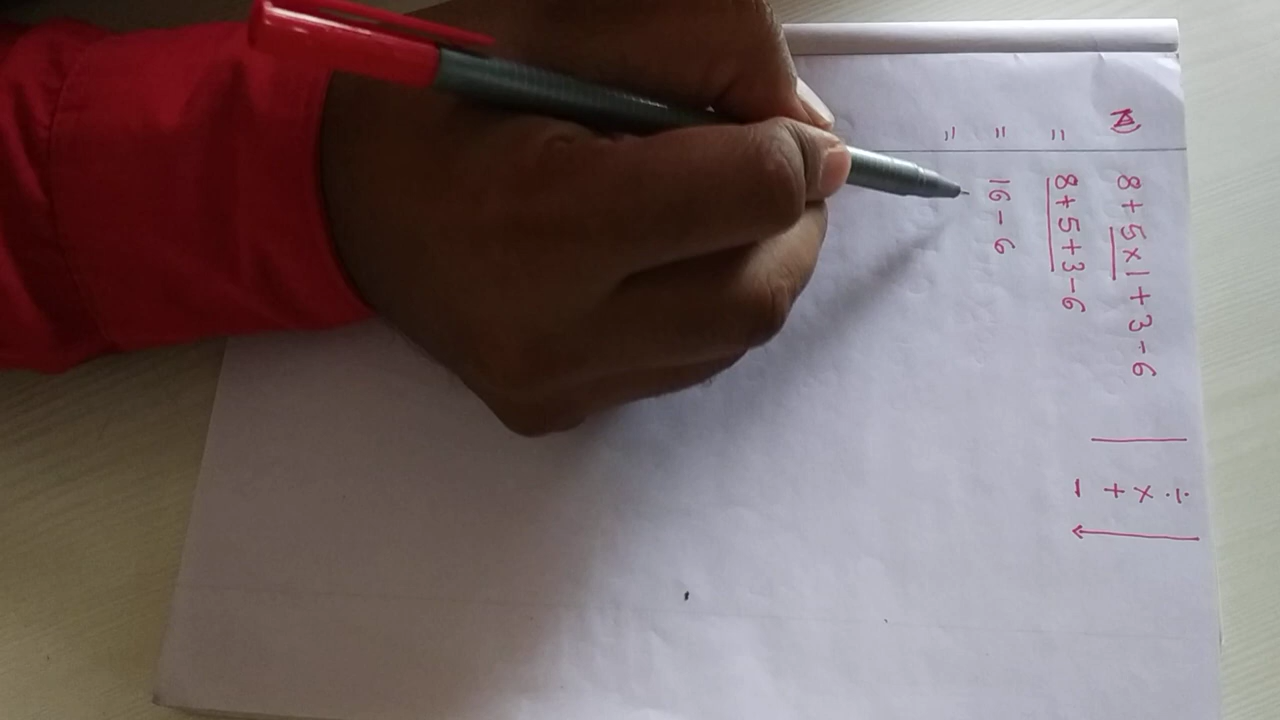 8 + 5 × 1 + 3 - 6
= 8 + 5 + 3 - 6
= 16 - 6
=
÷
×
+
-